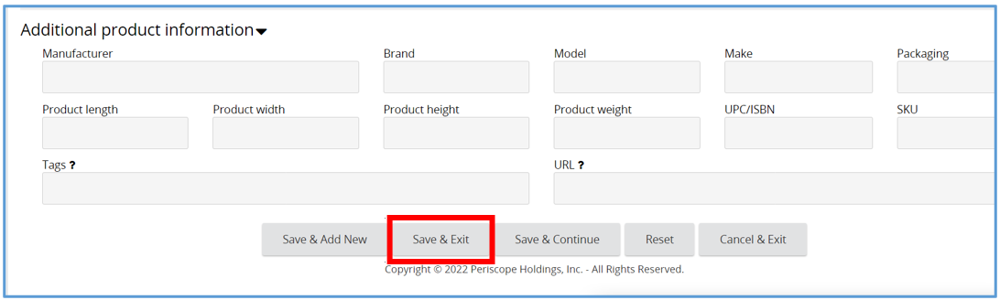 Additional product information
Manufacturer Brand Model Make Packaging
Product length Product width Product height Product weight UPC/ISBN SKU
Tags ? URL ?
Save & Add New Save & Exit Save & Continue Reset Cancel & Exit
Copyright © 2022 Periscope Holdings, Inc. - All Rights Reserved.